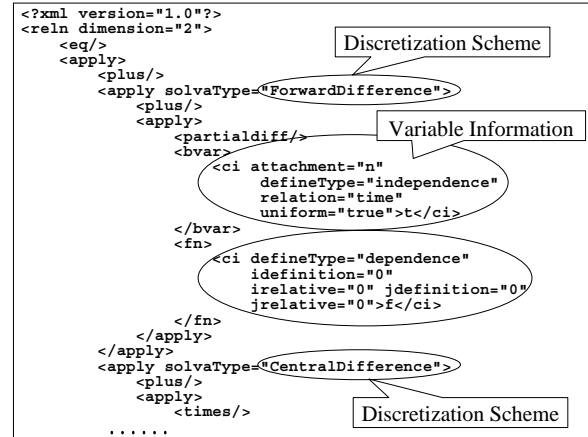 <?xml version="1.0"?>
<reln dimension="2">
<eq/>
Discretization Scheme
<apply>
<plus/>
<apply solvaType="ForwardDifference">
<plus/>
<apply>
Variable Information
<partialdiff/>
<bvar>
<ci attachment="n"
defineType="independence"
relation="time"
uniform="true">t</ci>
</bvar>
<fn>
<ci defineType="dependence"
idefinition="0"
irelative="0" jdefinition="0"
jrelative="0">f</ci>
</fn>
</apply>
</apply>
<apply solvaType="CentralDifference">
<plus/>
<apply>
<times/>
Discretization Scheme
......